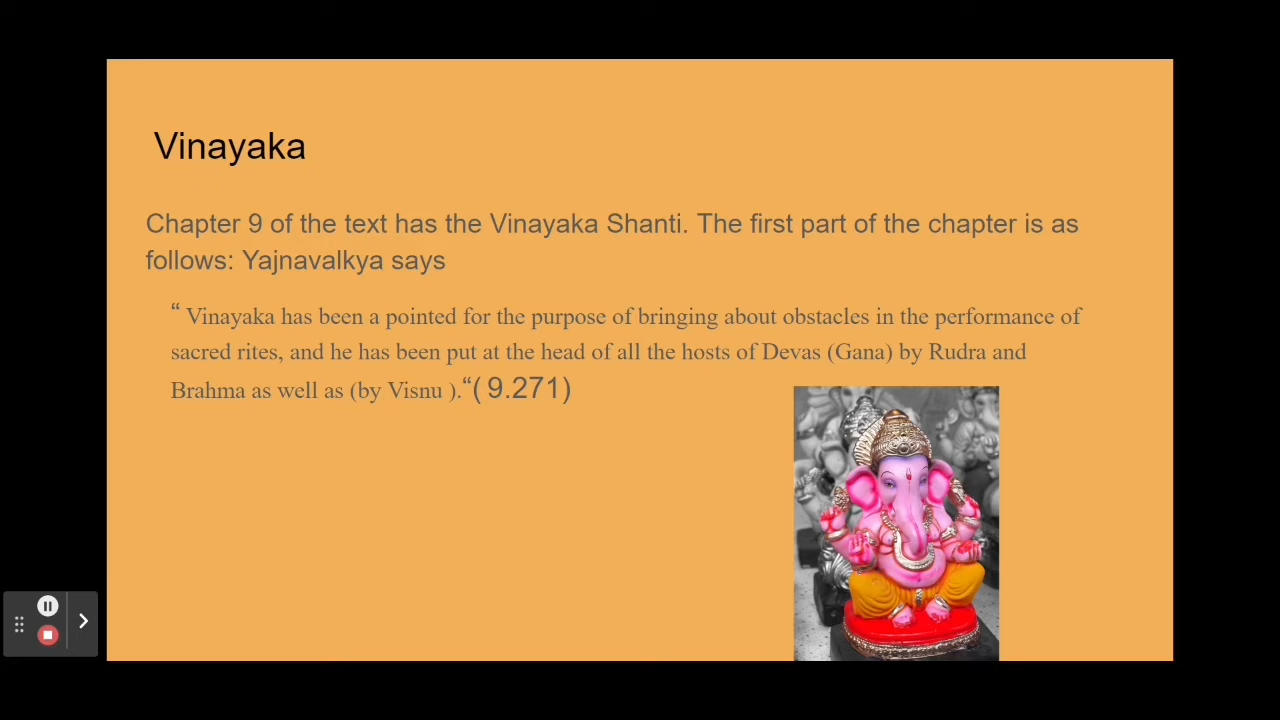 Vinayaka
Chapter 9 of the text has the Vinayaka Shanti. The first part of the chapter is as
follows: Yajnavalkya says
“ Vinayaka has been a pointed for the purpose of bringing about obstacles in the performance of
sacred rites, and he has been put at the head of all the hosts of Devas (Gana) by Rudra and
Brahma as well as (by Visnu ).“( 9.271)